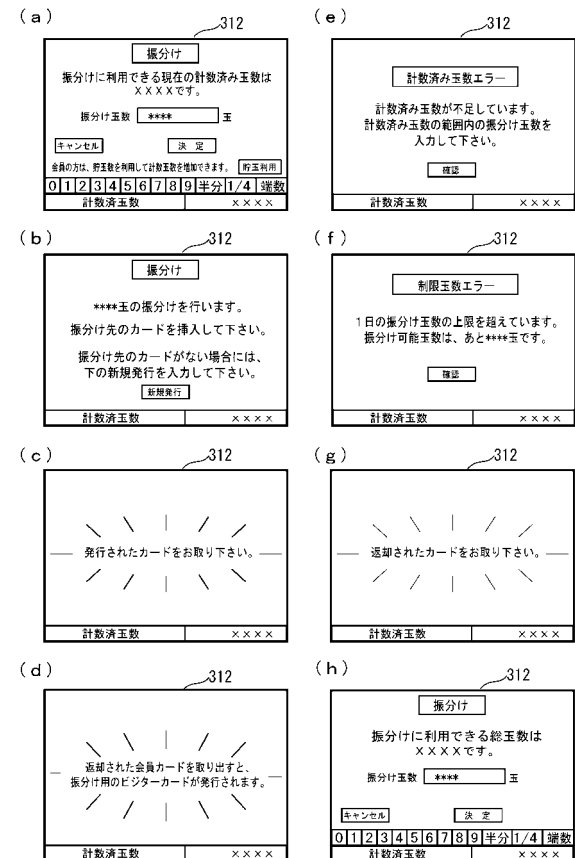 (a)
312
振分け
振分けに利用できる現在の計数済み玉数は
××××です。
振分け玉数 **** 玉
キャンセル 決 定
会員の方は、貯玉数を利用して計数玉数を増加できます。 貯玉利用
0 1 2 3 4 5 6 7 8 9 半分 1/4 端数
計数済玉数 ××××
(b)
312
振分け
****玉の振分けを行います。
振分け先のカードを挿入して下さい。
振分け先のカードがない場合には、
下の新規発行を入力して下さい。
新規発行
計数済玉数 ××××
(c)
312
発行されたカードをお取り下さい。
計数済玉数 ××××
(d)
312
返却された会員カードを取り出すと、
振分け用のビジターカードが発行されます。
計数済玉数 ××××
(e)
312
計数済み玉数エラー
計数済み玉数が不足しています。
計数済み玉数の範囲内の振分け玉数を
入力して下さい。
確認
計数済玉数 ××××
(f)
312
制限玉数エラー
1日の振分け玉数の上限を超えています。
振分け可能玉数は、あと****玉です。
確認
計数済玉数 ××××
(g)
312
返却されたカードをお取り下さい。
計数済玉数 ××××
(h)
312
振分け
振分けに利用できる総玉数は
××××です。
振分け玉数 **** 玉
キャンセル 決 定
0 1 2 3 4 5 6 7 8 9 半分 1/4 端数
計数済玉数 ××××